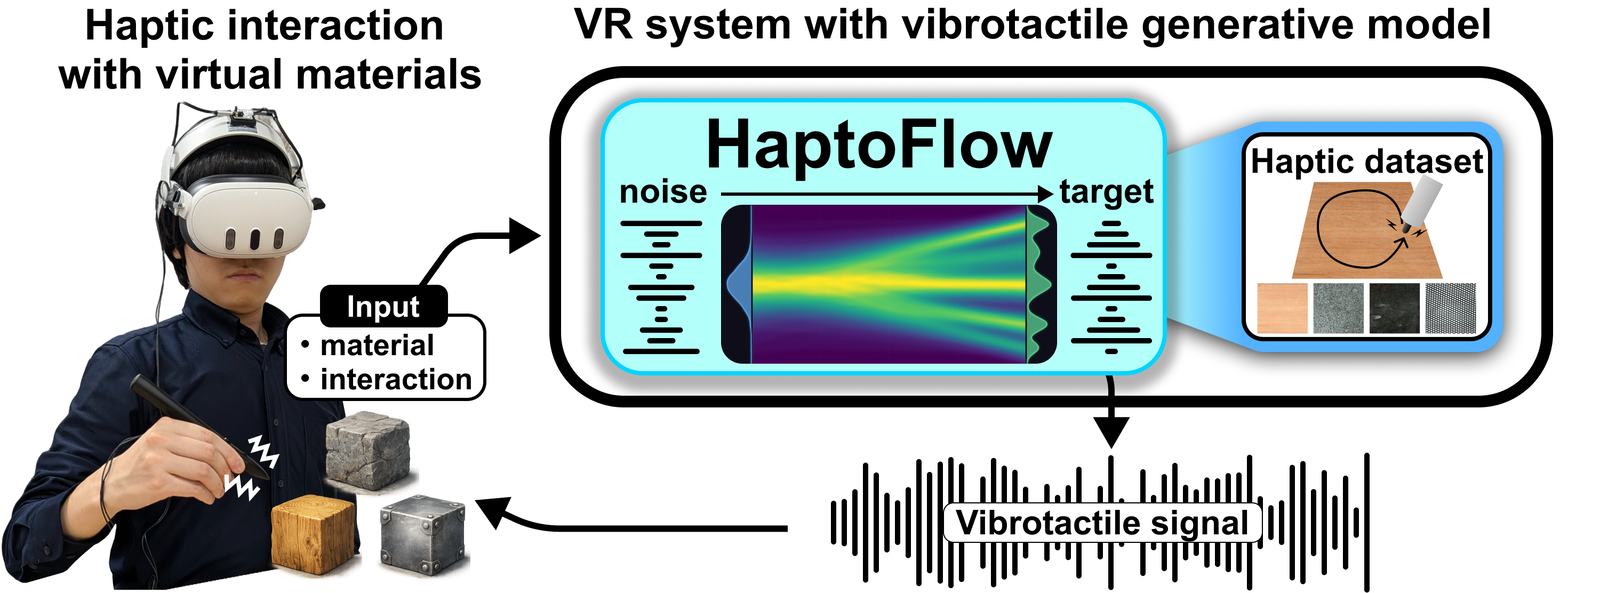 Haptic interaction
with virtual materials
VR system with vibrotactile generative model
HaptoFlow
noise
target
Haptic dataset
Input
• material
• interaction
Vibrotactile signal